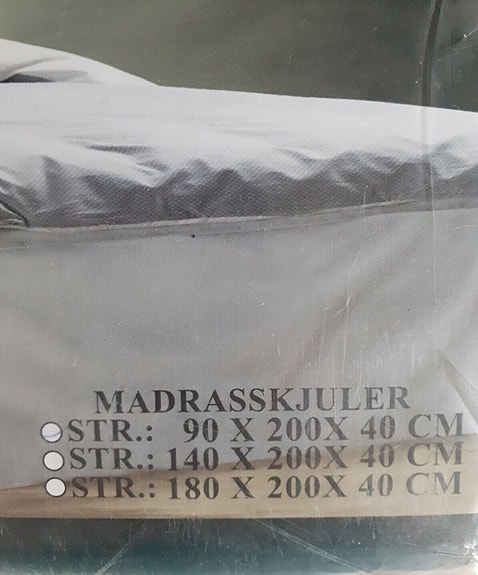 MADRASSKJULER
STR.: 90 X 200X 40 CM
STR.: 140 X 200X 40 CM
STR.: 180 X 200X 40 CM